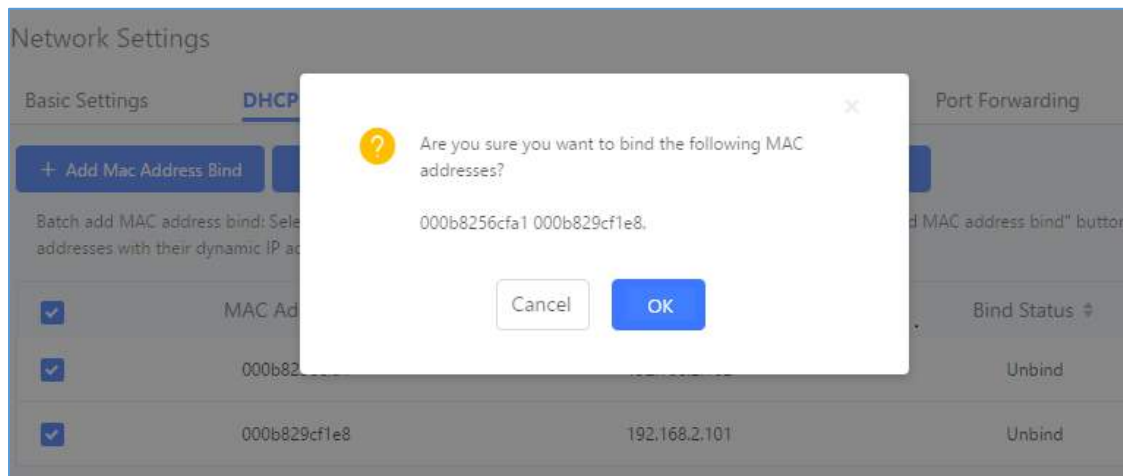 Network Settings
Basic Settings DHCP Port Forwarding
+ Add Mac Address Bind
Are you sure you want to bind the following MAC
addresses?
000b8256cfa1 000b829cf1e8.
Batch add MAC address bind: MAC address bind" button
addresses with their dynamic IP
Cancel OK
MAC Bind Status
Unbind
000b829cf1e8 192.168.2.101 Unbind